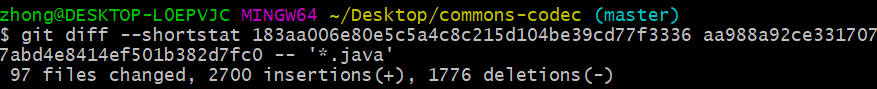 zhong@DESKTOP-L0EPVJC MINGW64 ~/Desktop/commons-codec (master)
$ git diff --shortstat 183aa006e80e5c5a4c8c215d104be39cd77f3336 aa988a92ce331707
7abd4e8414ef501b382d7fc0 -- '*.java'
 97 files changed, 2700 insertions(+), 1776 deletions(-)